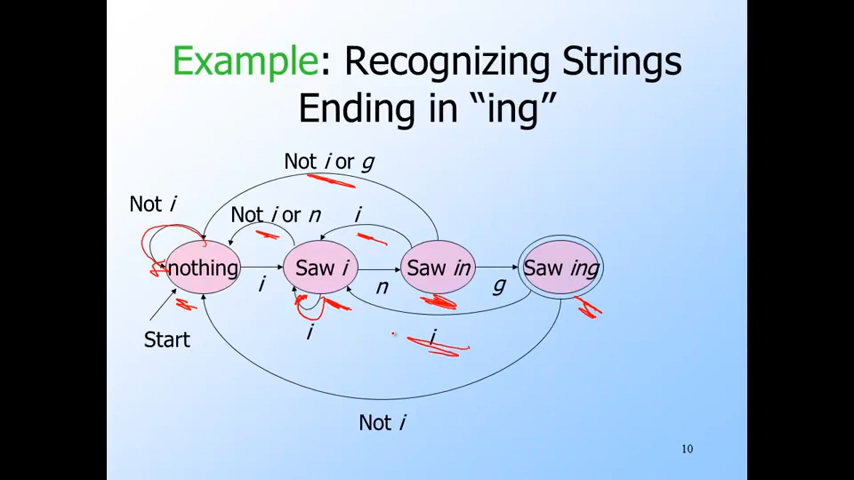 Example: Recognizing Strings
Ending in “ing”
Not i or g
Not i
Not i or n
i
nothing
i
Saw i
n
Saw in
g
Saw ing
Start
i
i
Not i
10